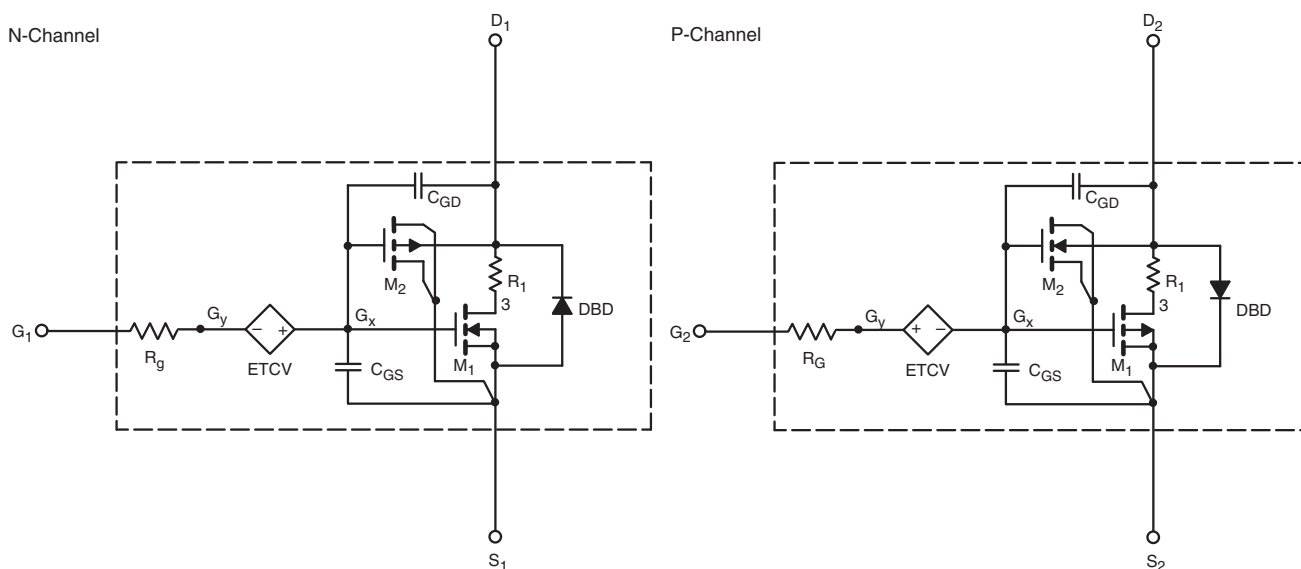 N-Channel
D1
CGD
M2
R1
3
DBD
G1
Rg
Gy
− +
ETCV
Gx
CGS
M1
S1
P-Channel
D2
CGD
M2
R1
3
DBD
G2
RG
Gy
+ −
ETCV
Gx
CGS
M1
S2